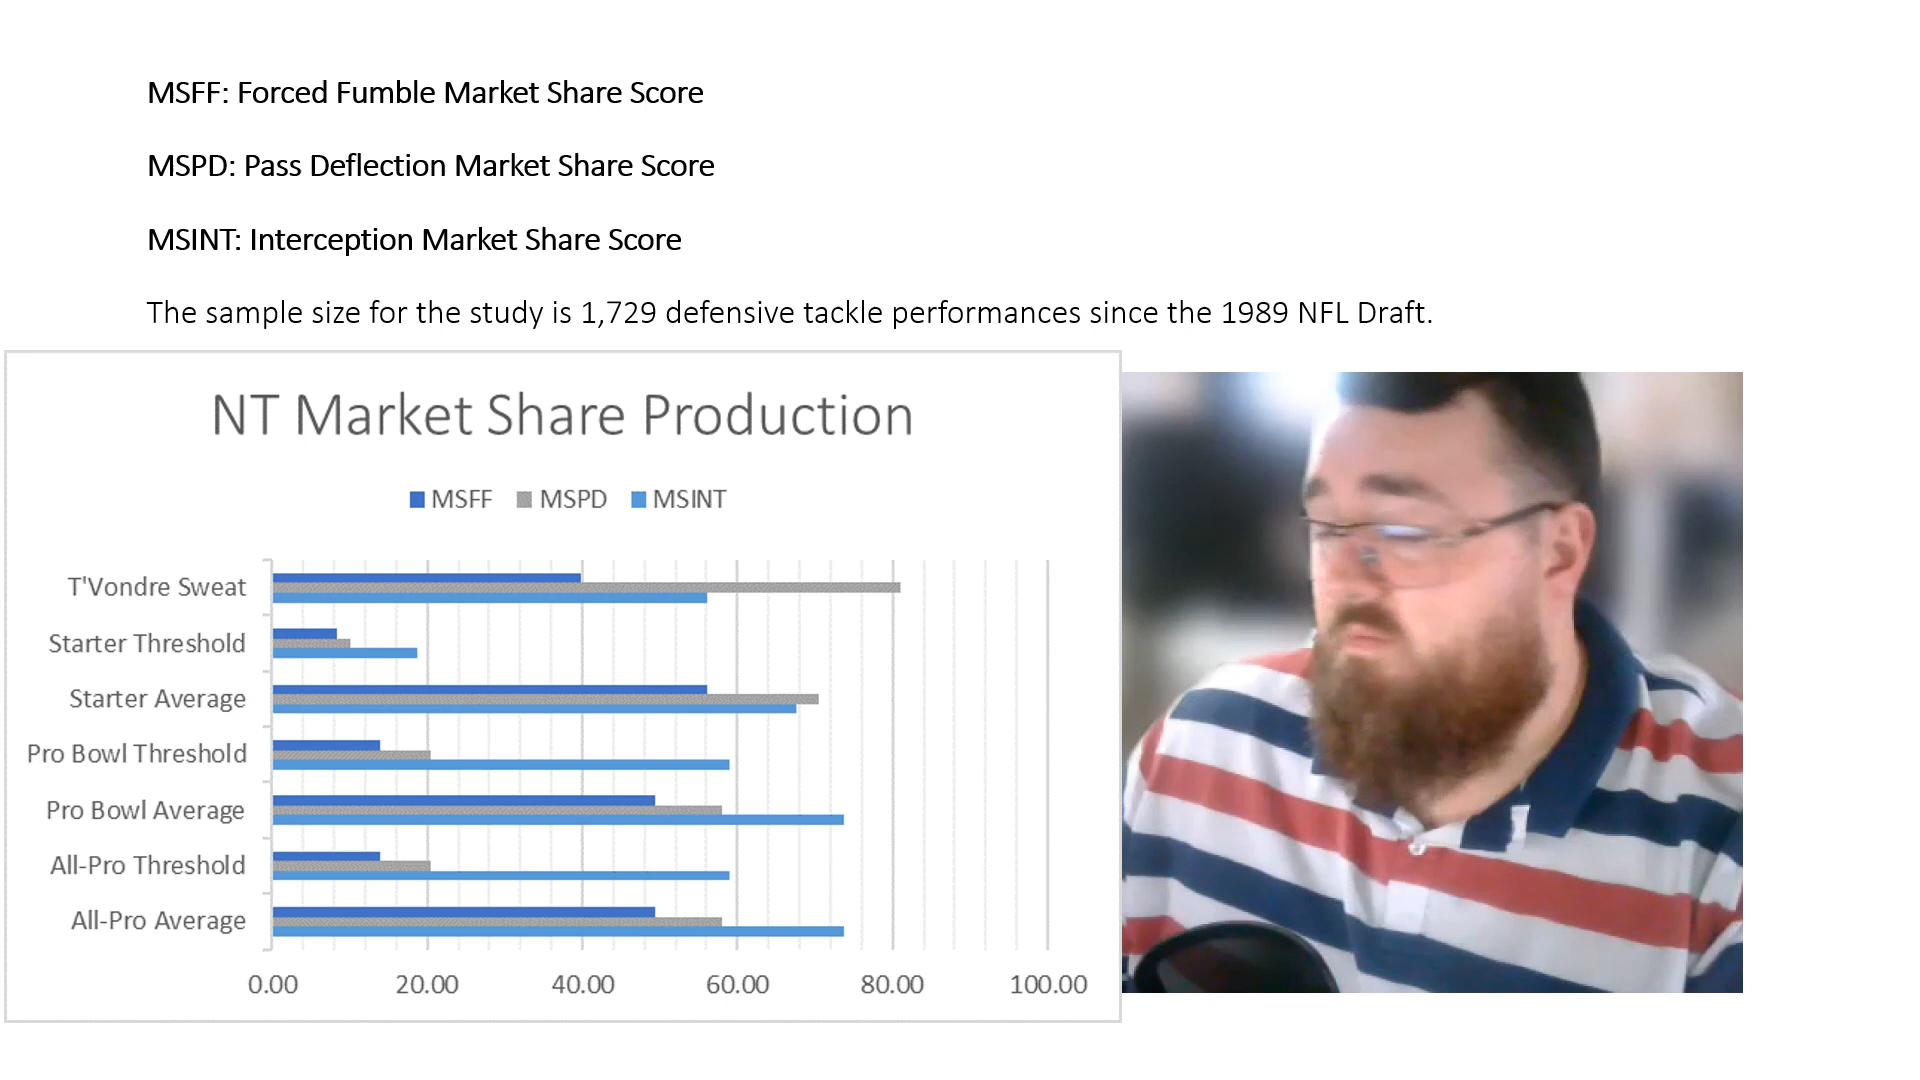 MSFF: Forced Fumble Market Share Score
MSPD: Pass Deflection Market Share Score
MSINT: Interception Market Share Score
The sample size for the study is 1,729 defensive tackle performances since the 1989 NFL Draft.
NT Market Share Production
MSFF MSPD MSINT
T'Vondre Sweat
Starter Threshold
Starter Average
Pro Bowl Threshold
Pro Bowl Average
All-Pro Threshold
All-Pro Average
0.00 20.00 40.00 60.00 80.00 100.00